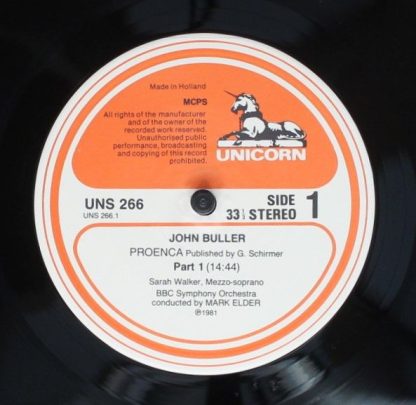 Made in Holland
MCPS
All rights of the manufacturer
and of the owner of the
recorded work reserved.
Unauthorised public
performance, broadcasting
and copying of this record
prohibited.
UNICORN
UNS 266
UNS 266.1
SIDE
33⅓ STEREO 1
JOHN BULLER
PROENCA Published by G. Schirmer
Part 1 (14:44)
Sarah Walker, Mezzo-soprano
BBC Symphony Orchestra
conducted by MARK ELDER
℗1981